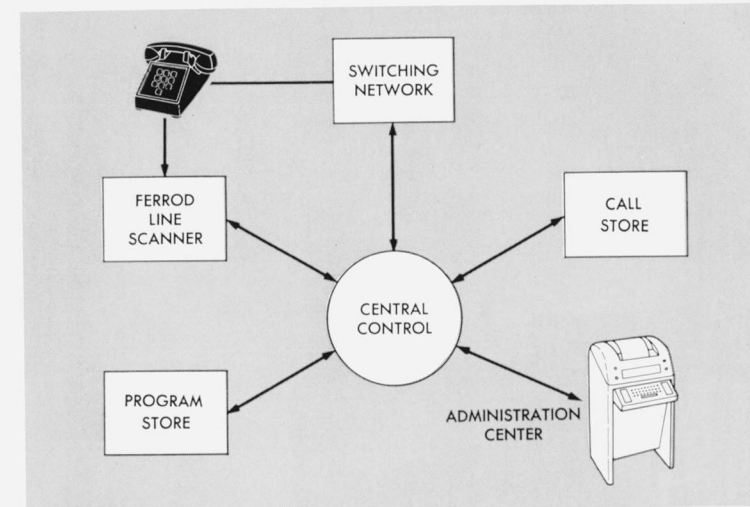 SWITCHING
NETWORK
FERROD
LINE
SCANNER
CALL
STORE
CENTRAL
CONTROL
PROGRAM
STORE
ADMINISTRATION
CENTER